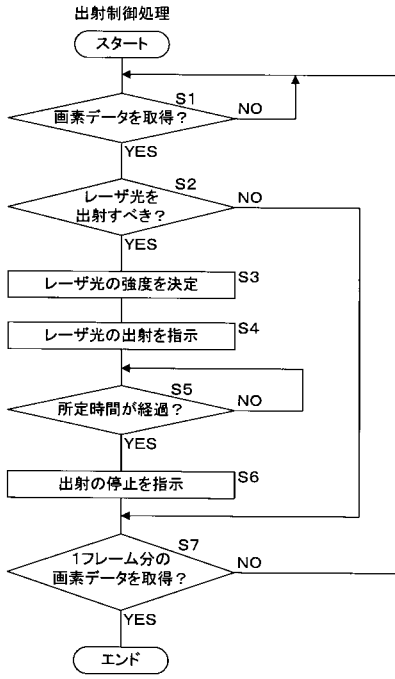 出射制御処理
スタート
S1
画素データを取得?
NO
YES
S2
レーザ光を
出射すべき?
NO
YES
S3
レーザ光の強度を決定
S4
レーザ光の出射を指示
S5
所定時間が経過?
NO
YES
S6
出射の停止を指示
S7
1フレーム分の
画素データを取得?
NO
YES
エンド